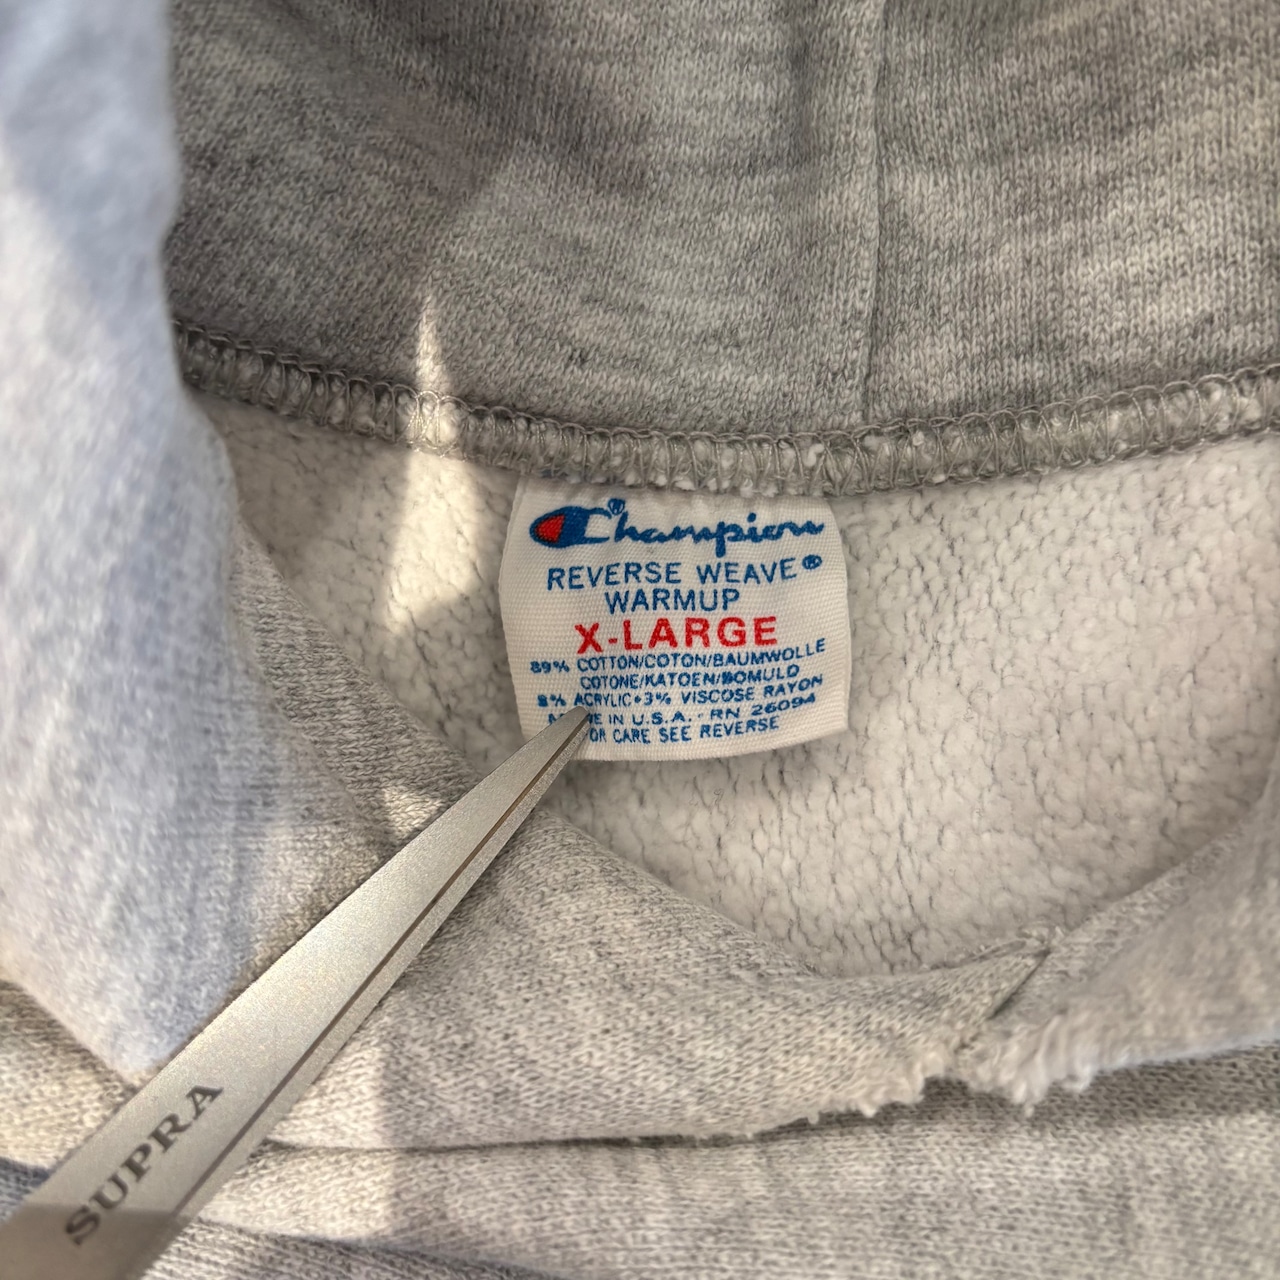 Champion®
REVERSE WEAVE®
WARMUP
X-LARGE
89% COTTON/COTON/BAUMWOLLE
COTONE/KATOEN/BOMULD
8% ACRYLIC•3% VISCOSE RAYON
IN U.S.A. · RN 26094
CARE SEE REVERSE
SUPRA